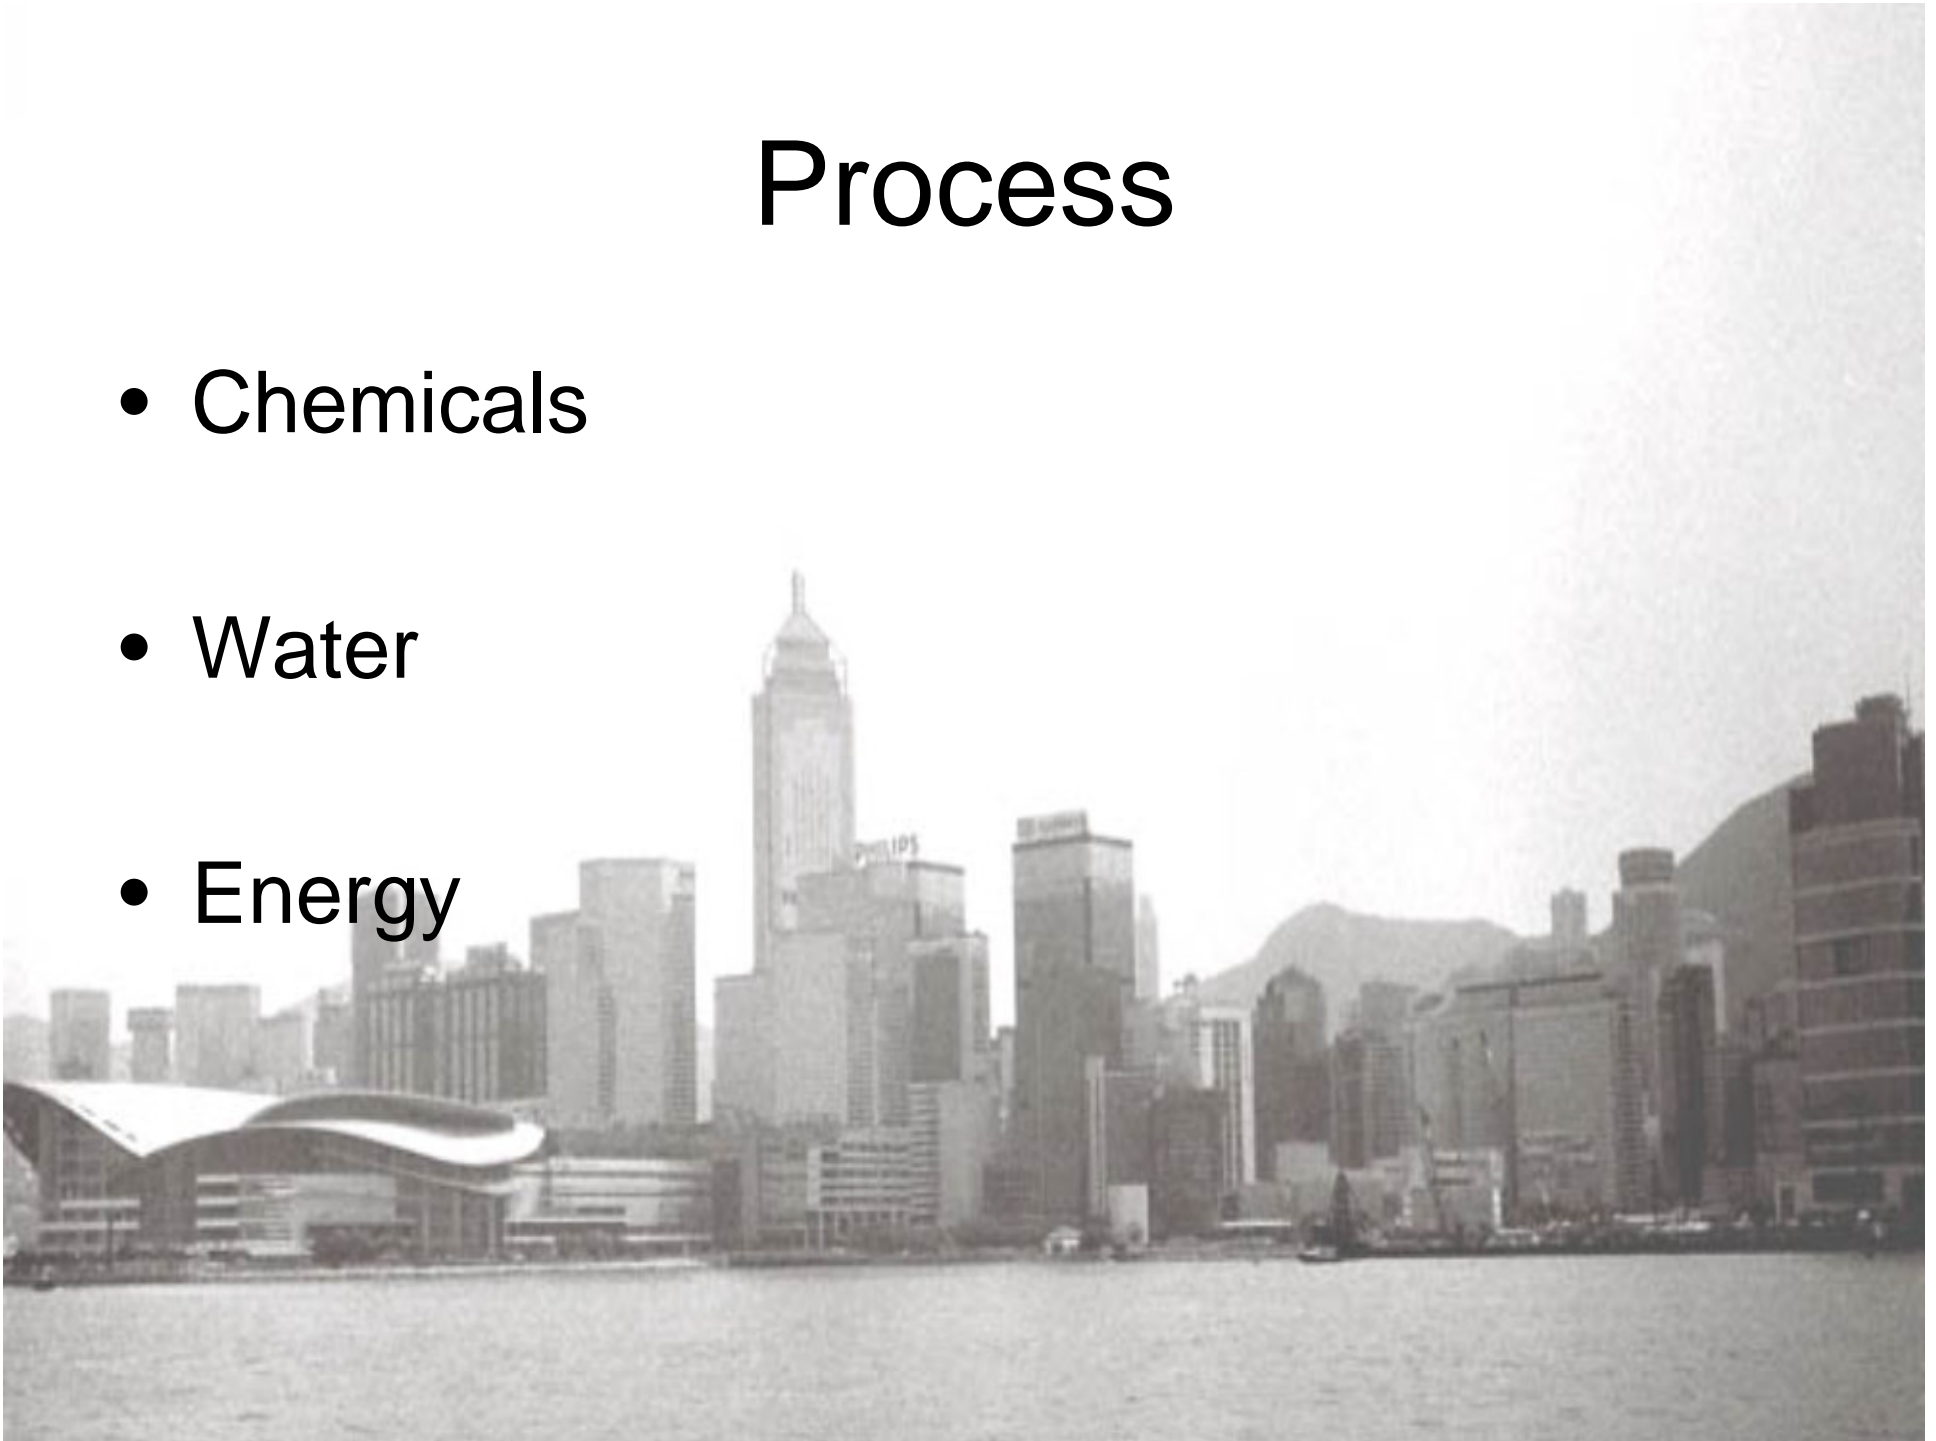 Process
• Chemicals
• Water
• Energy
PHILIPS